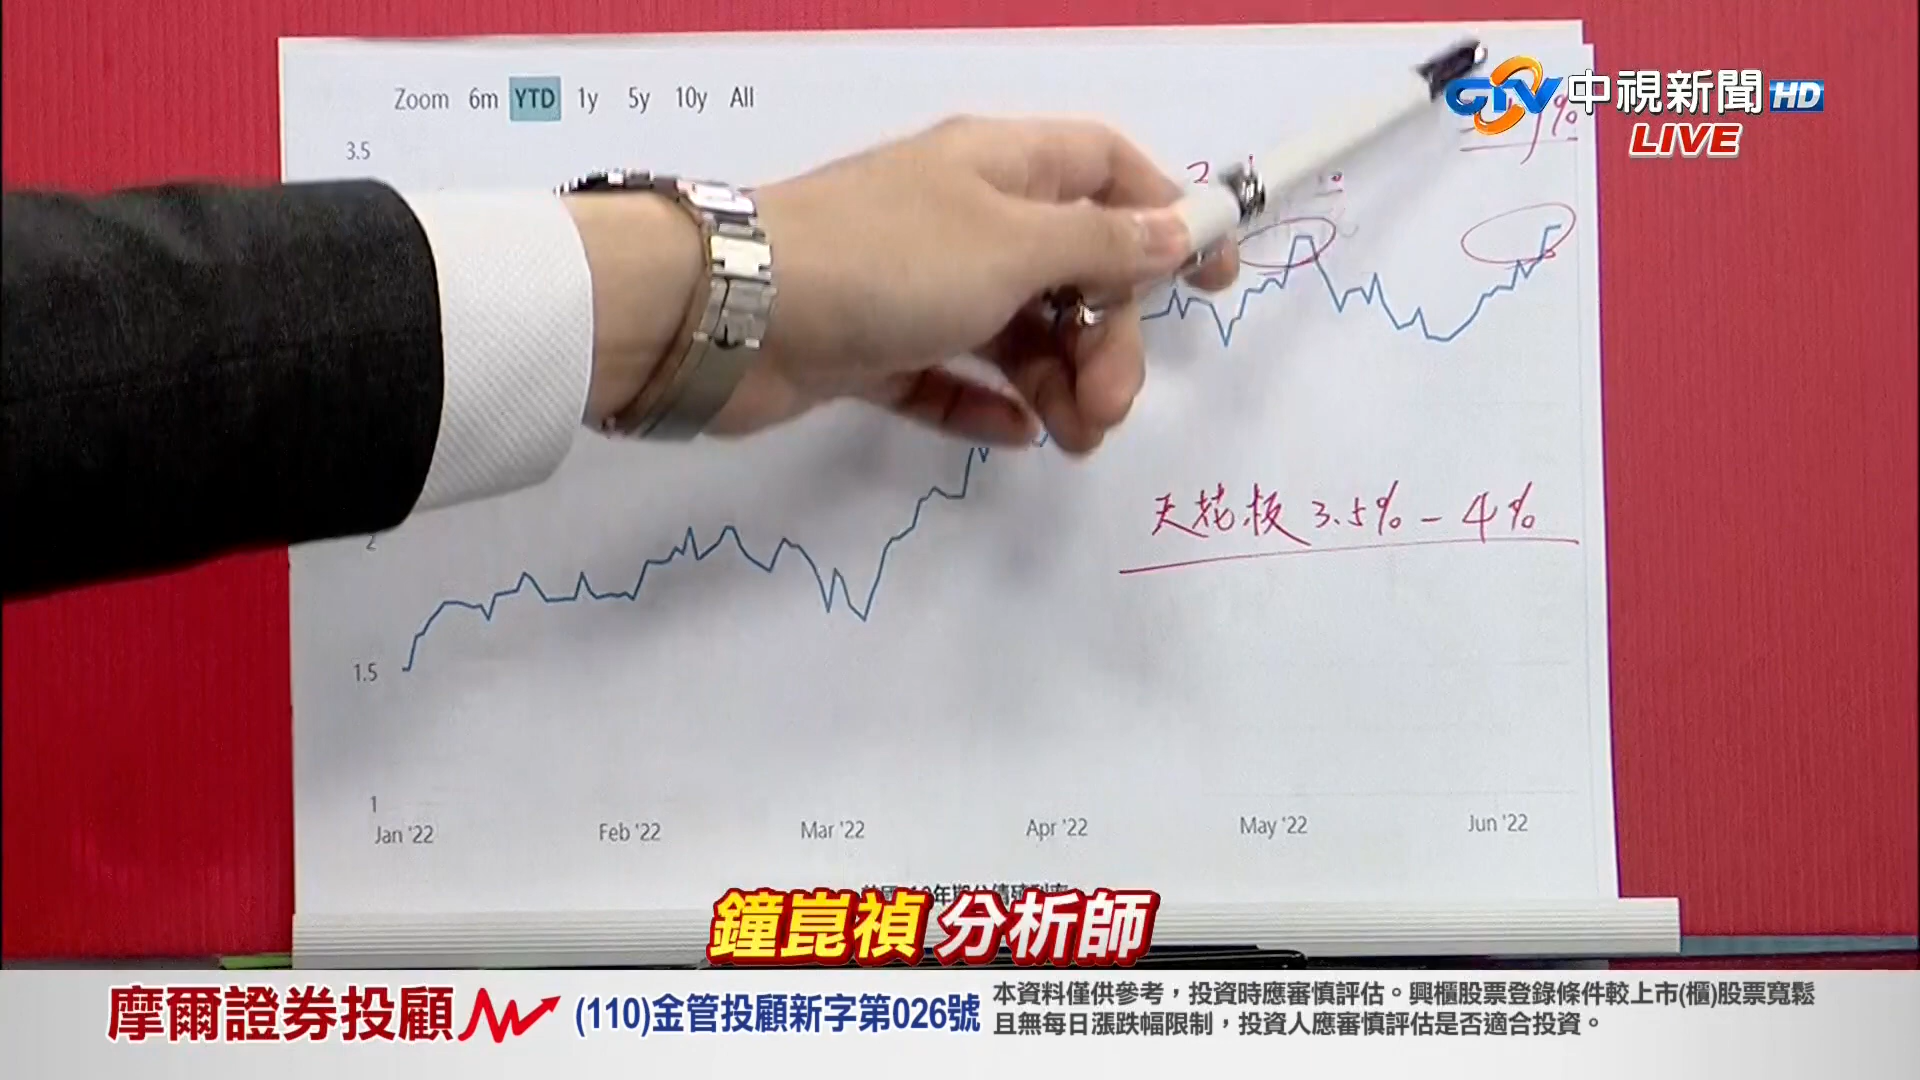 Zoom 6m YTD 1y 5y 10y All
CTV 中視新聞 HD
LIVE
3.5
天花板 3.5% - 4%
2
1.5
1
Jan '22 Feb '22 Mar '22 Apr '22 May '22 Jun '22
鐘崑禎 分析師
摩爾證券投顧 (110)金管投顧新字第026號
本資料僅供參考，投資時應審慎評估。興櫃股票登錄條件較上市(櫃)股票寬鬆
且無每日漲跌幅限制，投資人應審慎評估是否適合投資。